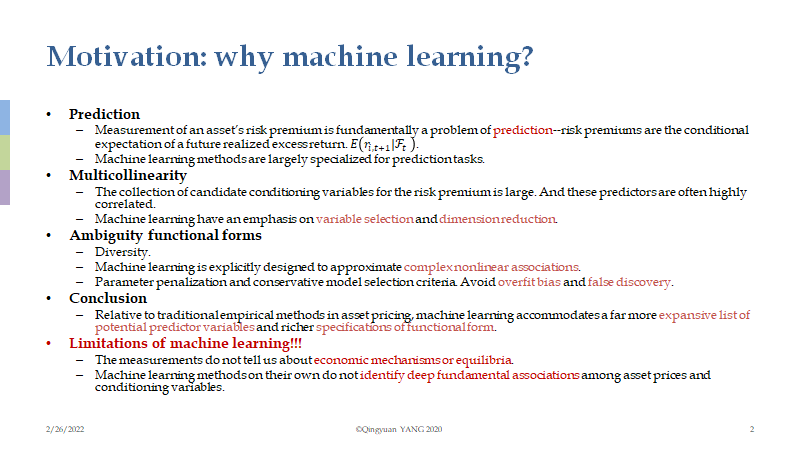 Motivation: why machine learning?
• Prediction
– Measurement of an asset's risk premium is fundamentally a problem of prediction--risk premiums are the conditional
expectation of a future realized excess return. E(r_{i,t+1}|ℱ_t ).
– Machine learning methods are largely specialized for prediction tasks.
• Multicollinearity
– The collection of candidate conditioning variables for the risk premium is large. And these predictors are often highly
correlated.
– Machine learning have an emphasis on variable selection and dimension reduction.
• Ambiguity functional forms
– Diversity.
– Machine learning is explicitly designed to approximate complex nonlinear associations.
– Parameter penalization and conservative model selection criteria. Avoid overfit bias and false discovery.
• Conclusion
– Relative to traditional empirical methods in asset pricing, machine learning accommodates a far more expansive list of
potential predictor variables and richer specifications of functional form.
• Limitations of machine learning!!!
– The measurements do not tell us about economic mechanisms or equilibria.
– Machine learning methods on their own do not identify deep fundamental associations among asset prices and
conditioning variables.
2/26/2022 ©Qingyuan YANG 2020 2